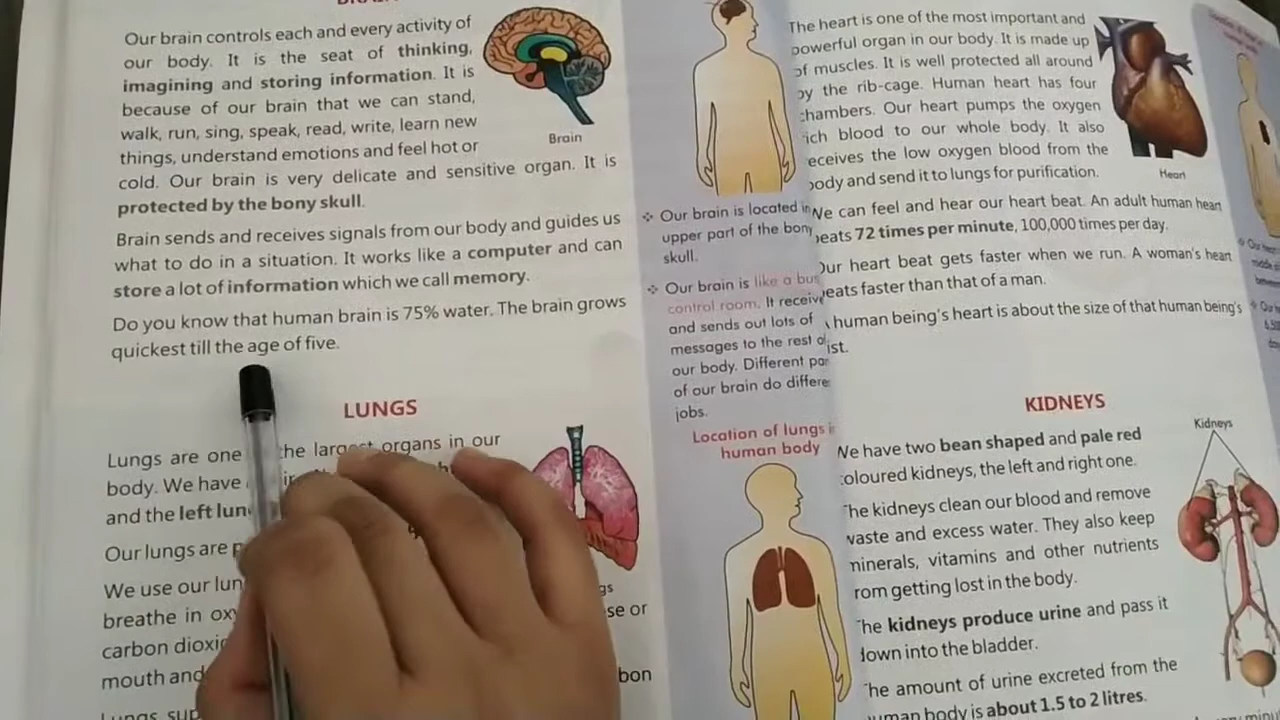 Our brain controls each and every activity of
our body. It is the seat of thinking,
imagining and storing information. It is
because of our brain that we can stand,
walk, run, sing, speak, read, write, learn new
things, understand emotions and feel hot or
cold. Our brain is very delicate and sensitive organ. It is
protected by the bony skull.
Brain
Brain sends and receives signals from our body and guides us
what to do in a situation. It works like a computer and can
store a lot of information which we call memory.
Do you know that human brain is 75% water. The brain grows
quickest till the age of five.
LUNGS
Lungs are one the largest organs in our
body. We have
and the left
Our lungs are
We use our
breathe in
se or
carbon
mouth and
bon
Lungs
❖ Our brain is located in
upper part of the bony
skull.
❖ Our brain is like a bus
control room. It receive
and sends out lots of
messages to the rest o
our body. Different par
of our brain do differe
jobs.
Location of lungs i
human body
The heart is one of the most important and
powerful organ in our body. It is made up
of muscles. It is well protected all around
by the rib-cage. Human heart has four
chambers. Our heart pumps the oxygen
rich blood to our whole body. It also
receives the low oxygen blood from the
body and send it to lungs for purification.
Heart
We can feel and hear our heart beat. An adult human heart
beats 72 times per minute, 100,000 times per day.
Our heart beat gets faster when we run. A woman's heart
beats faster than that of a man.
A human being's heart is about the size of that human being's
fist.
KIDNEYS
Kidneys
We have two bean shaped and pale red
coloured kidneys, the left and right one.
The kidneys clean our blood and remove
waste and excess water. They also keep
minerals, vitamins and other nutrients
from getting lost in the body.
The kidneys produce urine and pass it
down into the bladder.
The amount of urine excreted from the
human body is about 1.5 to 2 litres.